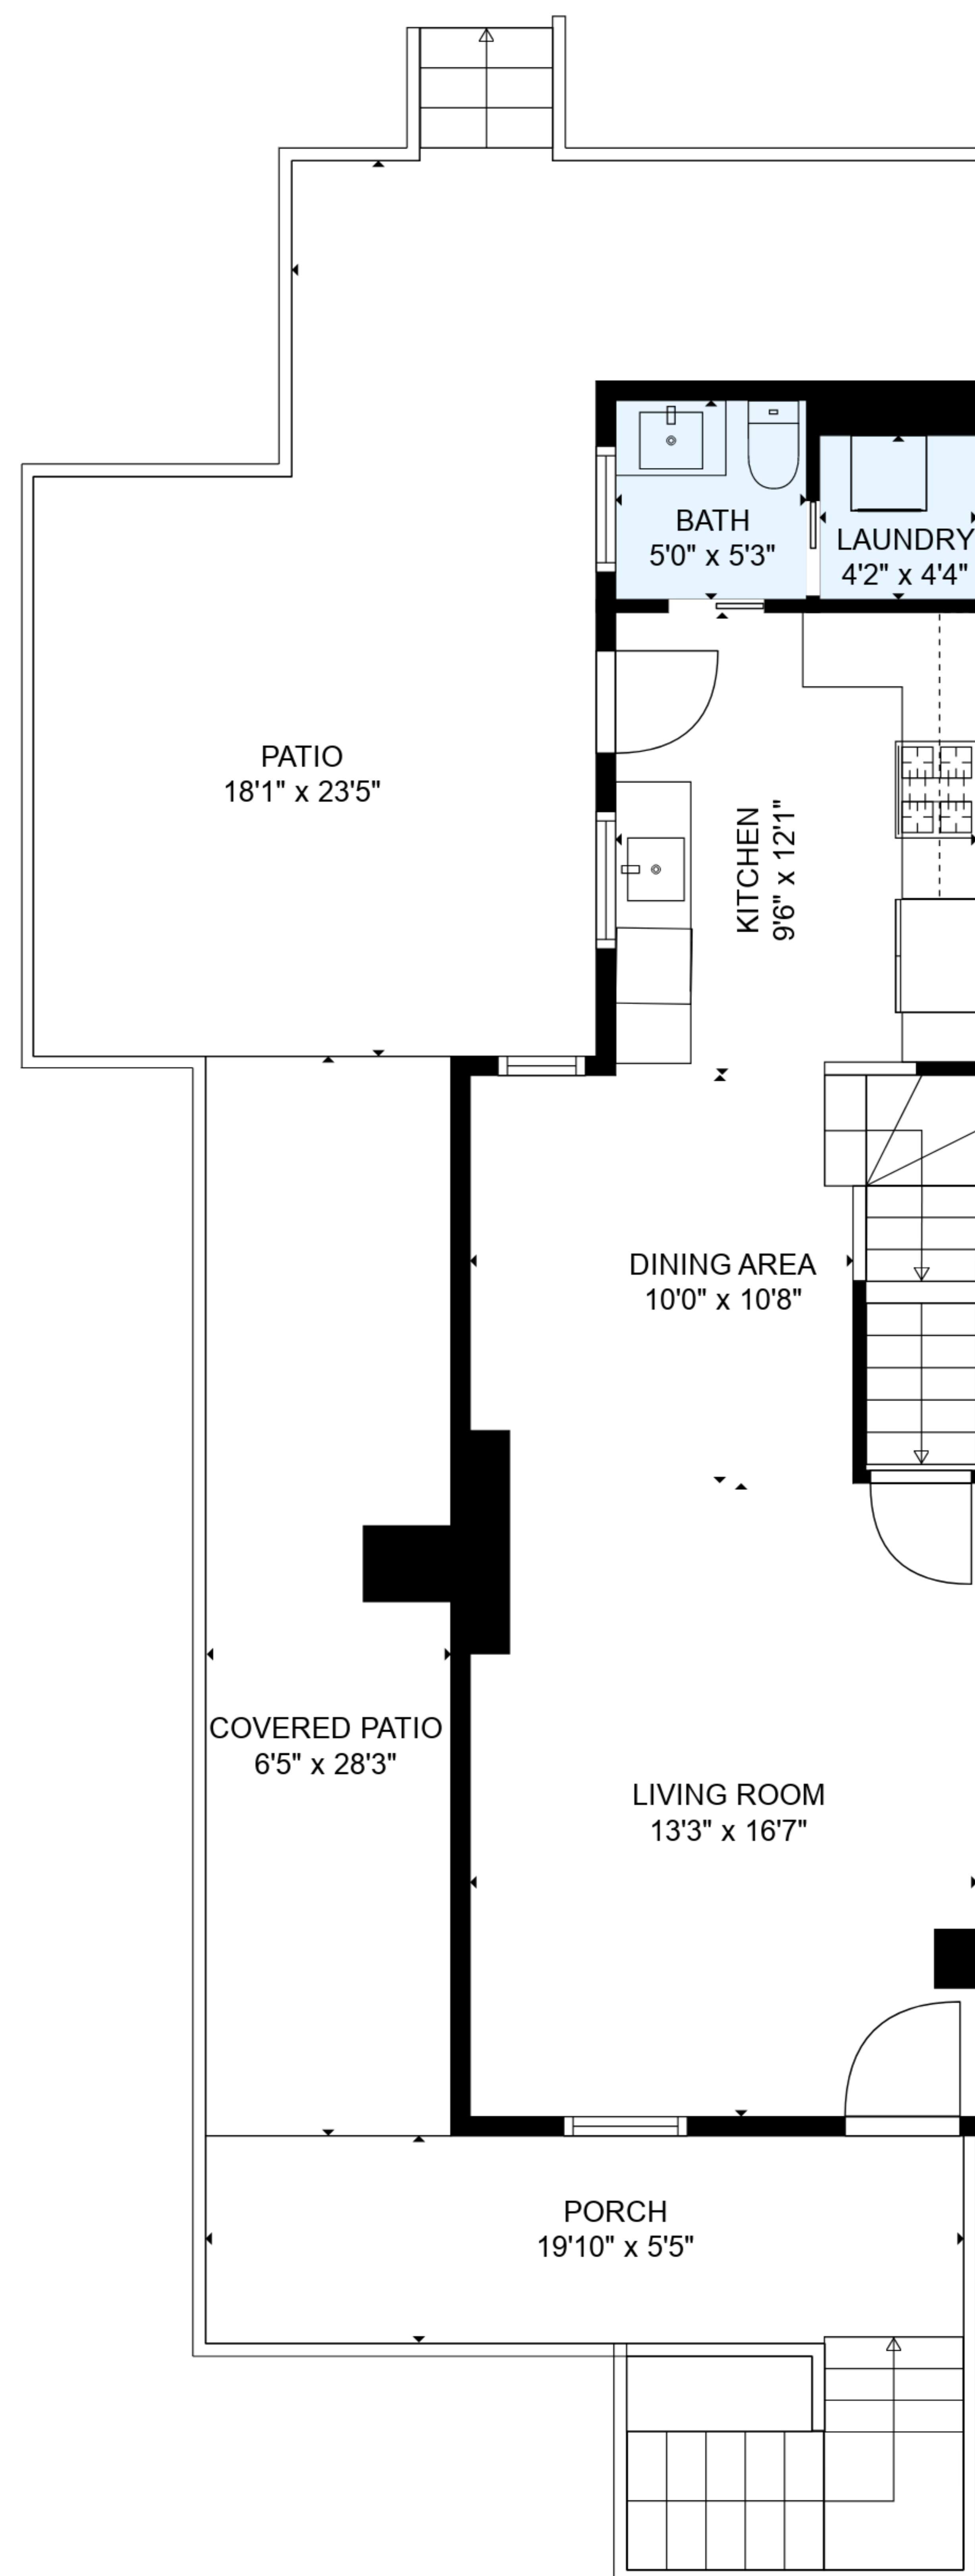 BATH
5'0" x 5'3"
LAUNDRY
4'2" x 4'4"
PATIO
18'1" x 23'5"
KITCHEN
9'6" x 12'1"
DINING AREA
10'0" x 10'8"
COVERED PATIO
6'5" x 28'3"
LIVING ROOM
13'3" x 16'7"
PORCH
19'10" x 5'5"